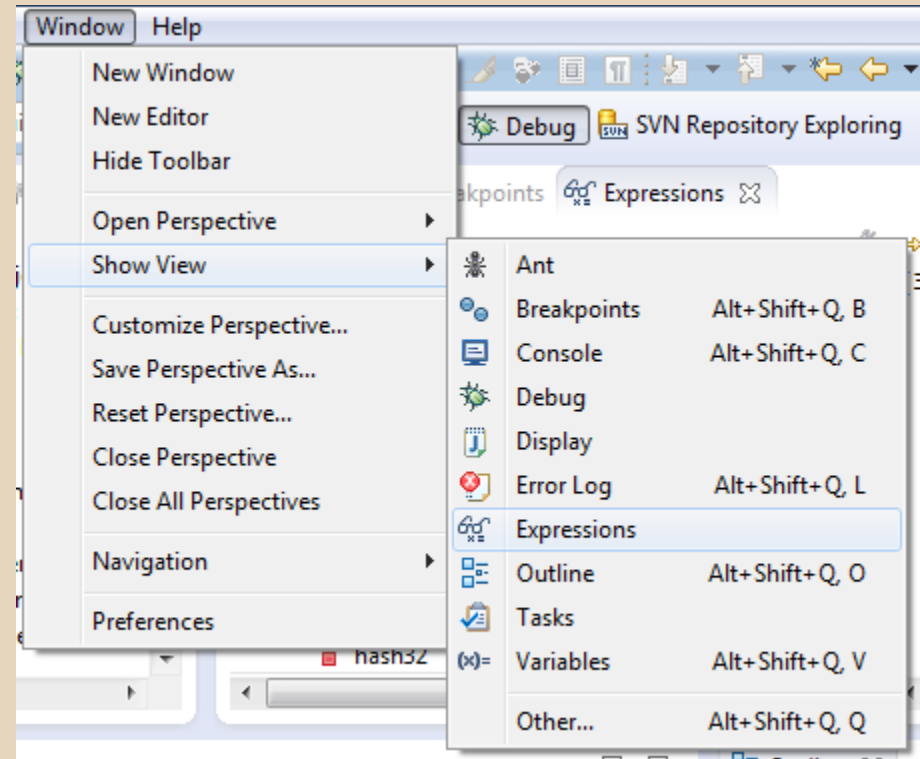 Window Help
New Window
New Editor
Hide Toolbar
Debug SVN Repository Exploring
Expressions
Open Perspective
Show View
Customize Perspective...
Save Perspective As...
Reset Perspective...
Close Perspective
Close All Perspectives
Navigation
Preferences
Ant
Breakpoints Alt+Shift+Q, B
Console Alt+Shift+Q, C
Debug
Display
Error Log Alt+Shift+Q, L
Expressions
Outline Alt+Shift+Q, O
Tasks
(x)= Variables Alt+Shift+Q, V
Other... Alt+Shift+Q, Q
hash32